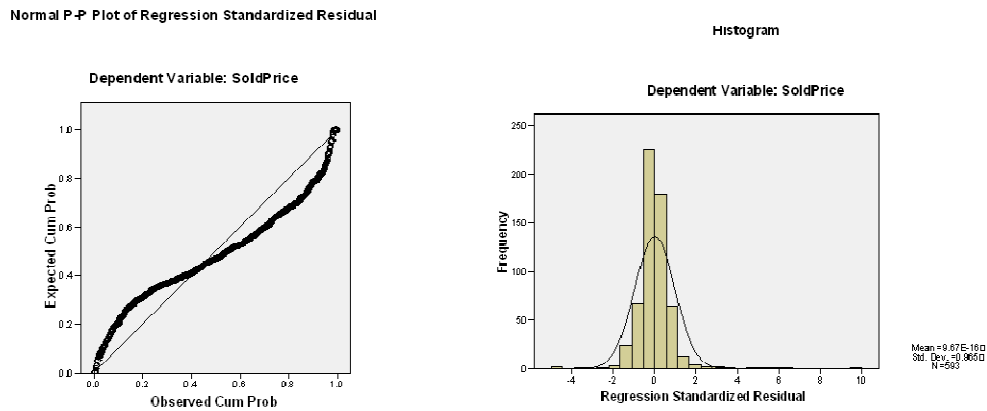 Normal P-P Plot of Regression Standardized Residual
Dependent Variable: SoldPrice
Expected Cum Prob
1.0
0.8
0.6
0.4
0.2
0.0
0.0 0.2 0.4 0.6 0.8 1.0
Observed Cum Prob
Histogram
Dependent Variable: SoldPrice
Frequency
250
200
150
100
50
0
-4 -2 0 2 4 6 8 10
Regression Standardized Residual
Mean =9.67E-16
Std. Dev. =0.965
N =593